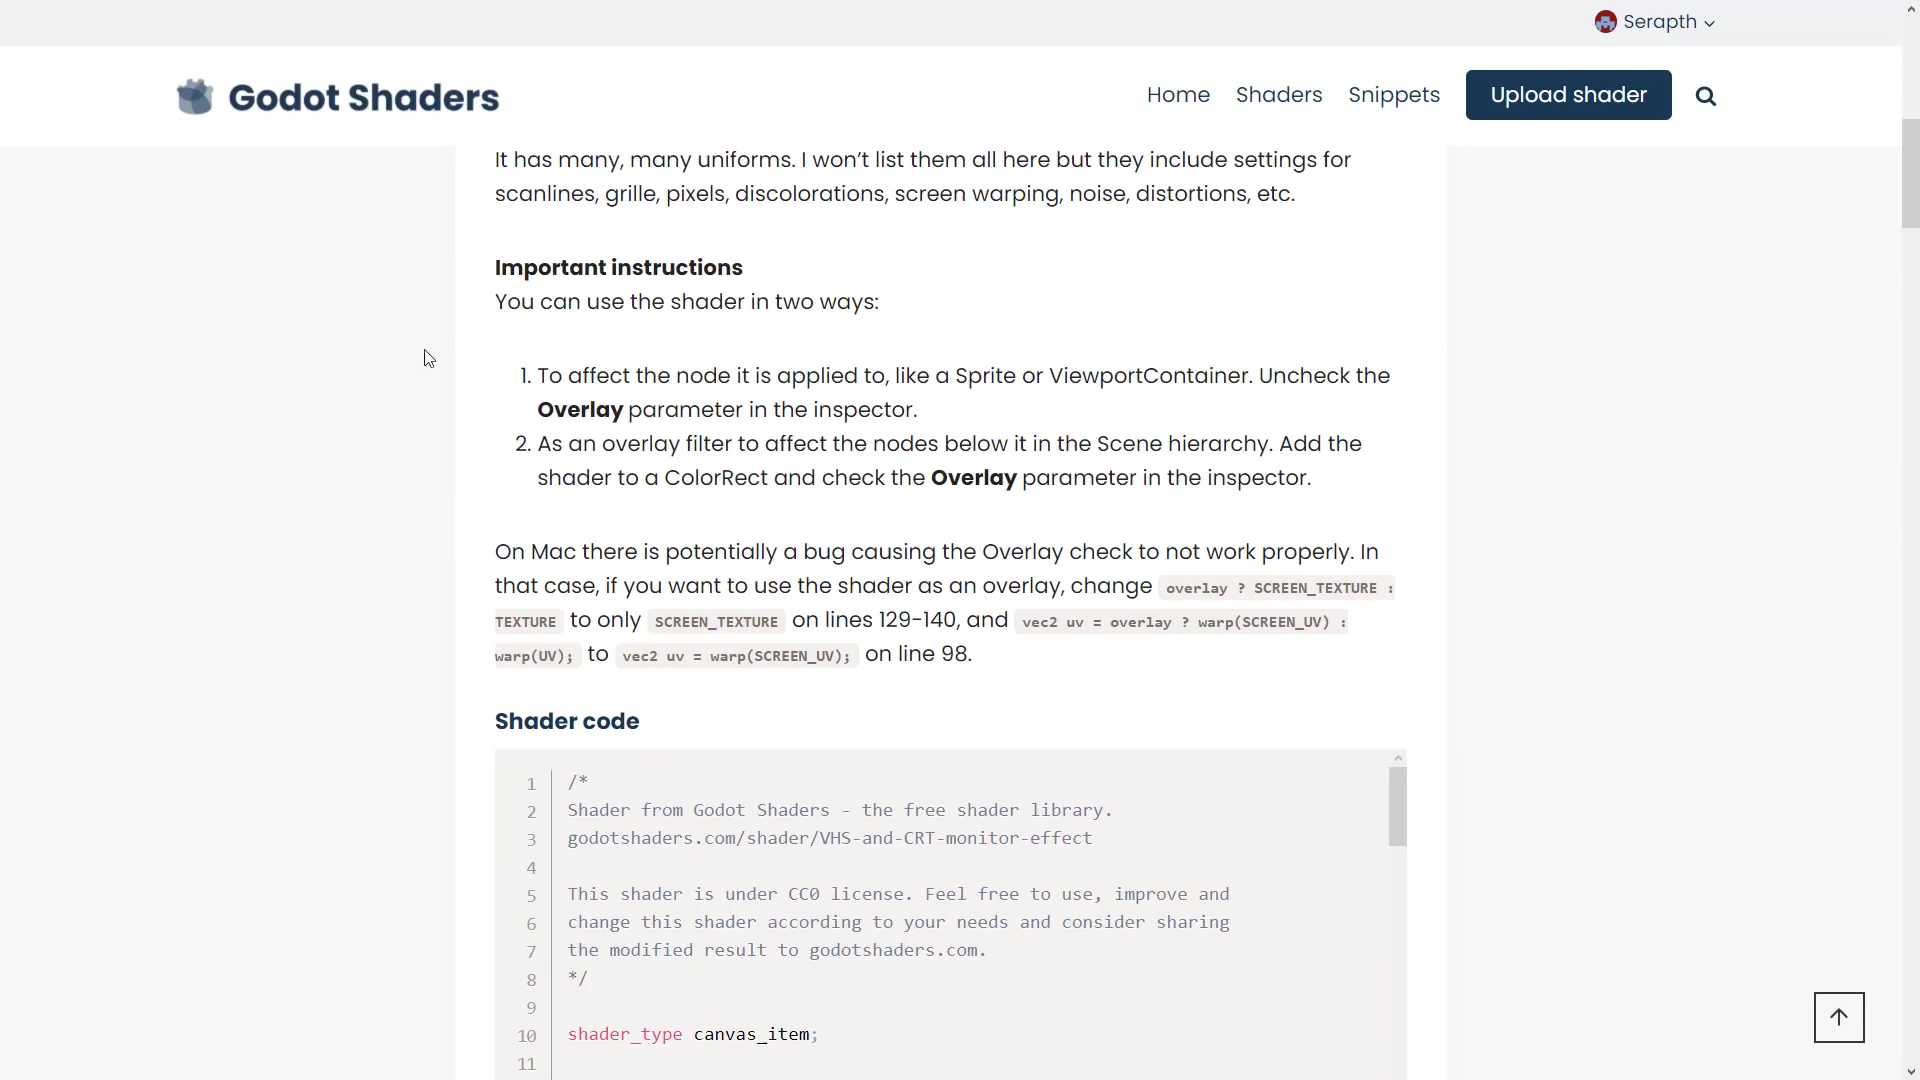 Serapth
Godot Shaders
Home Shaders Snippets Upload shader
It has many, many uniforms. I won’t list them all here but they include settings for
scanlines, grille, pixels, discolorations, screen warping, noise, distortions, etc.
Important instructions
You can use the shader in two ways:
1. To affect the node it is applied to, like a Sprite or ViewportContainer. Uncheck the
Overlay parameter in the inspector.
2. As an overlay filter to affect the nodes below it in the Scene hierarchy. Add the
shader to a ColorRect and check the Overlay parameter in the inspector.
On Mac there is potentially a bug causing the Overlay check to not work properly. In
that case, if you want to use the shader as an overlay, change overlay ? SCREEN_TEXTURE :
TEXTURE to only SCREEN_TEXTURE on lines 129-140, and vec2 uv = overlay ? warp(SCREEN_UV) :
warp(UV); to vec2 uv = warp(SCREEN_UV); on line 98.
Shader code
1 /*
2 Shader from Godot Shaders - the free shader library.
3 godotshaders.com/shader/VHS-and-CRT-monitor-effect
4
5 This shader is under CC0 license. Feel free to use, improve and
6 change this shader according to your needs and consider sharing
7 the modified result to godotshaders.com.
8 */
9
10 shader_type canvas_item;
11